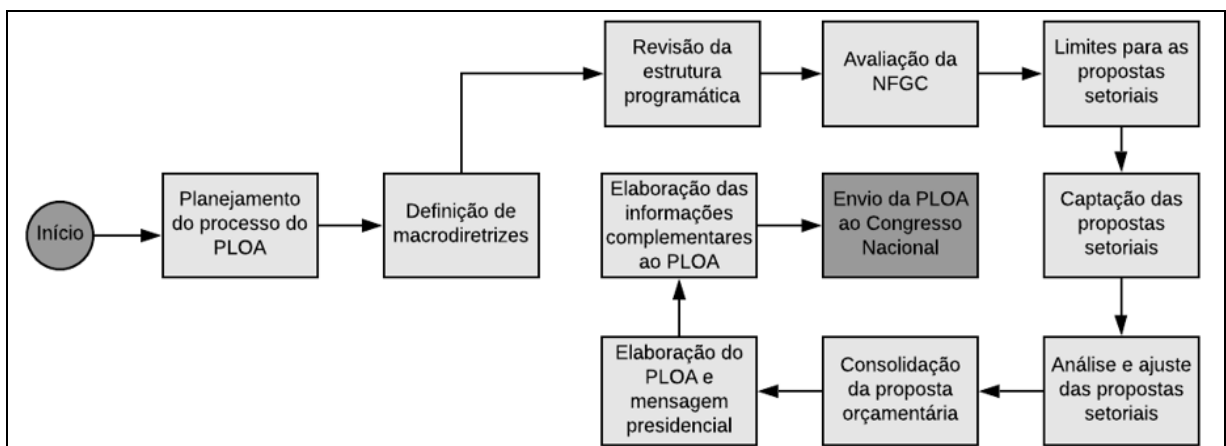 Início
Planejamento
do processo do
PLOA
Definição de
macrodiretrizes
Revisão da
estrutura
programática
Avaliação da
NFGC
Limites para as
propostas
setoriais
Captação das
propostas
setoriais
Análise e ajuste
das propostas
setoriais
Consolidação
da proposta
orçamentária
Elaboração do
PLOA e
mensagem
presidencial
Elaboração das
informações
complementares
ao PLOA
Envio da PLOA
ao Congresso
Nacional